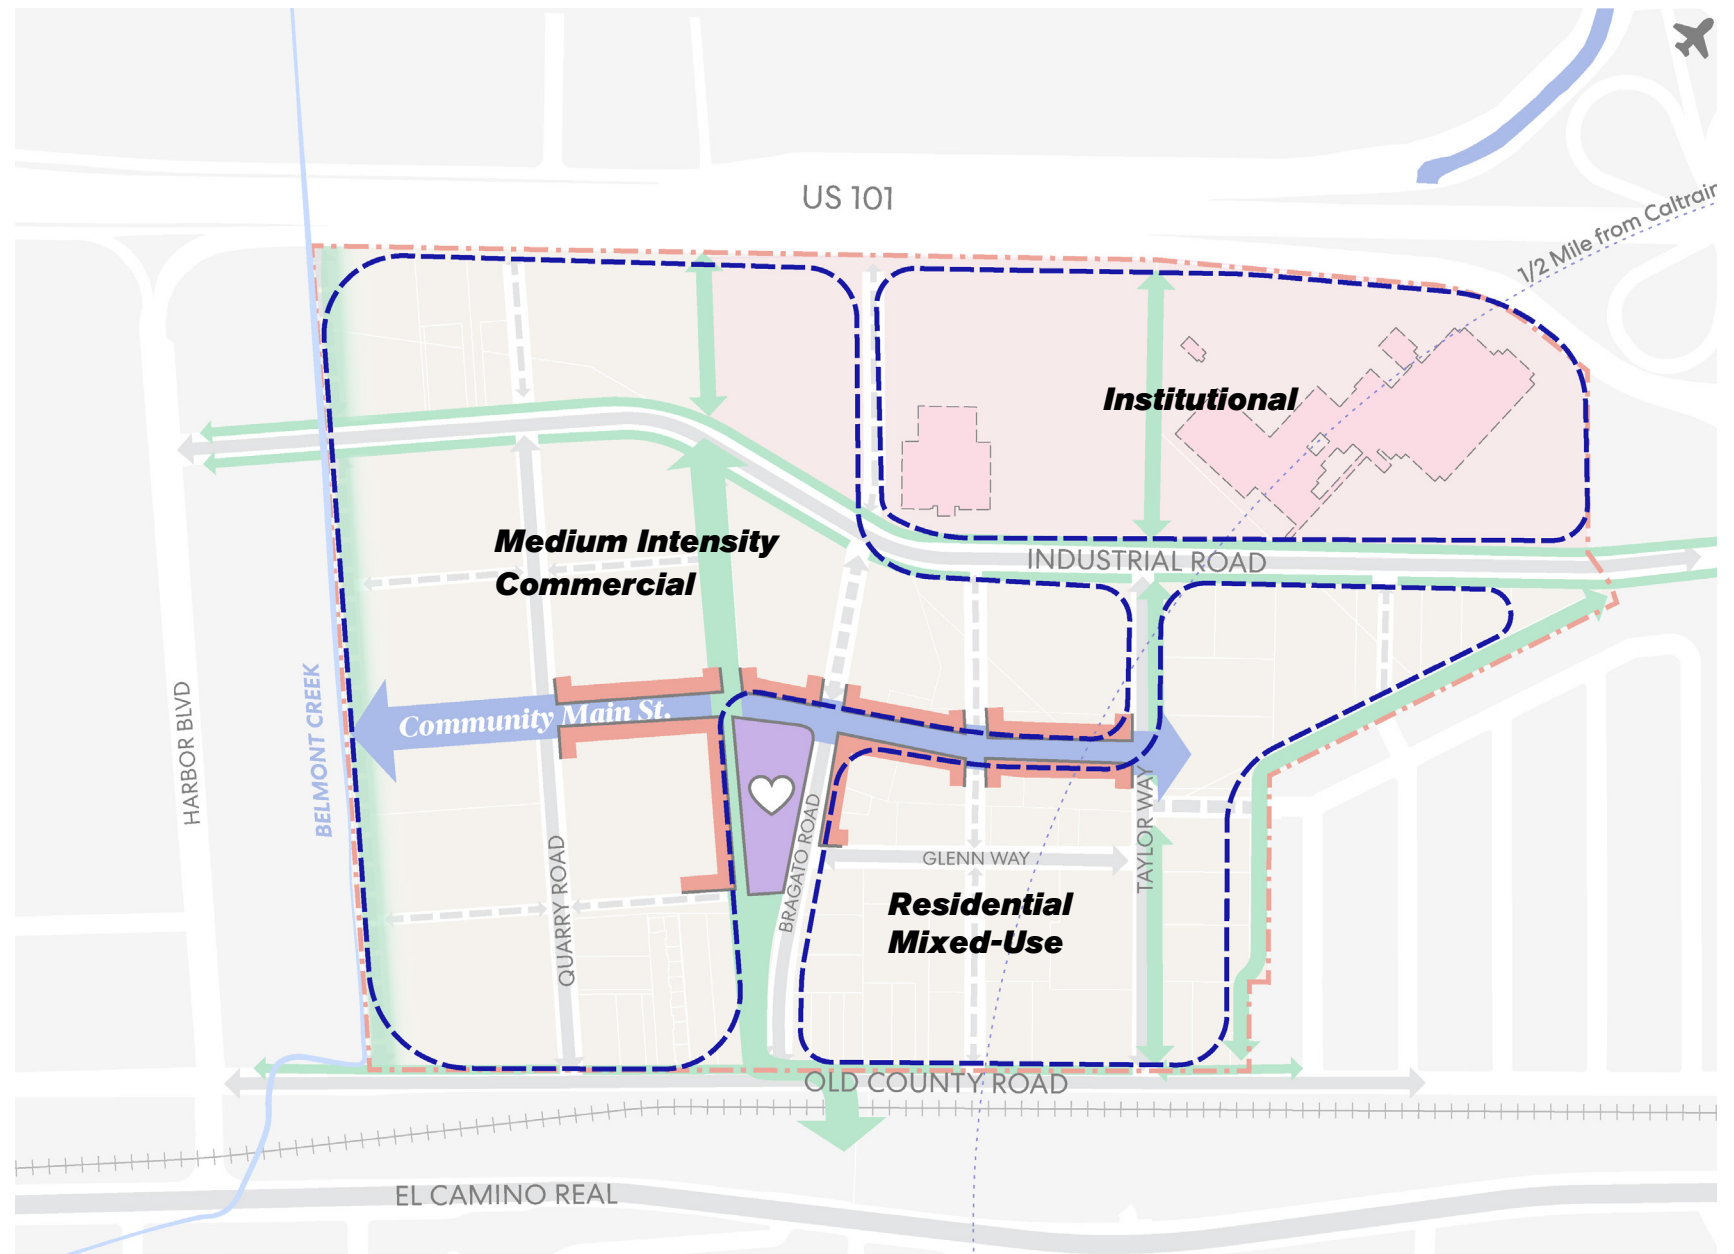 US 101
1/2 Mile from Caltrain
Institutional
Medium Intensity
Commercial
INDUSTRIAL ROAD
HARBOR BLVD
BELMONT CREEK
Community Main St.
QUARRY ROAD
BRAGATO ROAD
TAYLOR WAY
GLENN WAY
Residential
Mixed-Use
OLD COUNTY ROAD
EL CAMINO REAL